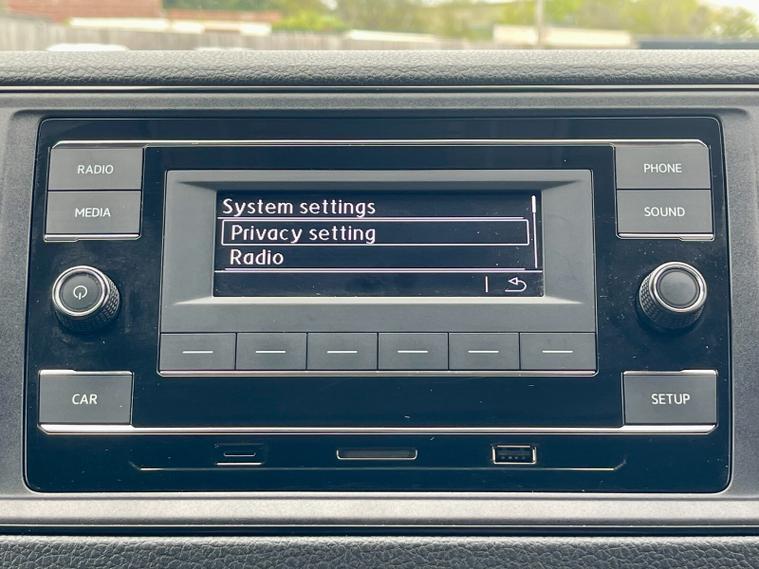 RADIO
PHONE
MEDIA
SOUND
System settings
Privacy setting
Radio
CAR
SETUP